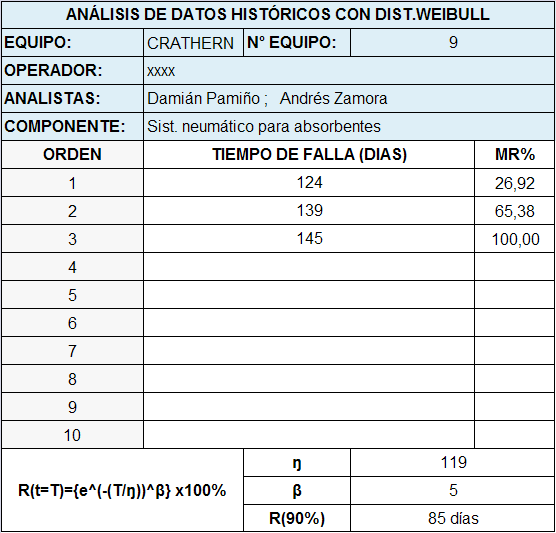 ANÁLISIS DE DATOS HISTÓRICOS CON DIST.WEIBULL
EQUIPO: CRATHERN N° EQUIPO: 9
OPERADOR: xxxx
ANALISTAS: Damián Pamiño ; Andrés Zamora
COMPONENTE: Sist. neumático para absorbentes
ORDEN TIEMPO DE FALLA (DIAS) MR%
1 124 26,92
2 139 65,38
3 145 100,00
4
5
6
7
8
9
10
R(t=T)={e^(-(T/ŋ))^β} x100%
ŋ 119
β 5
R(90%) 85 días